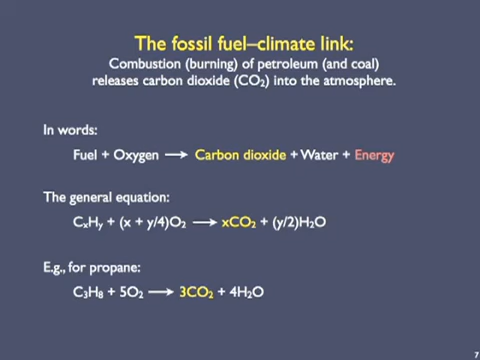 The fossil fuel–climate link:
Combustion (burning) of petroleum (and coal)
releases carbon dioxide (CO₂) into the atmosphere.
In words:
Fuel + Oxygen ⟶ Carbon dioxide + Water + Energy
The general equation:
CₓHᵧ + (x + y/4)O₂ ⟶ xCO₂ + (y/2)H₂O
E.g., for propane:
C₃H₈ + 5O₂ ⟶ 3CO₂ + 4H₂O
7